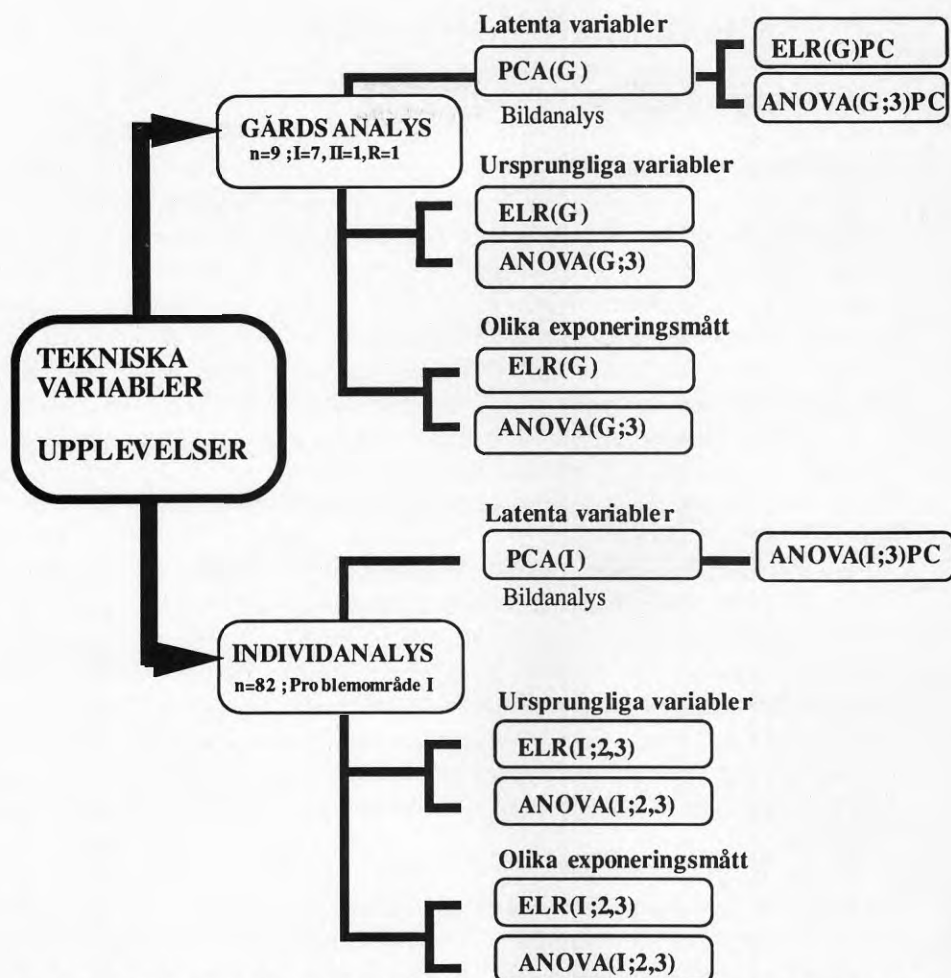 Latenta variabler
PCA(G)
Bildanalys
ELR(G)PC
ANOVA(G;3)PC
GÅRDS ANALYS
n=9 ;I=7, II=1, R=1
Ursprungliga variabler
ELR(G)
ANOVA(G;3)
Olika exponeringsmått
ELR(G)
ANOVA(G;3)
TEKNISKA
VARIABLER
UPPLEVELSER
Latenta variabler
PCA(I)
Bildanalys
ANOVA(I;3)PC
INDIVIDANALYS
n=82 ;Problemområde I
Ursprungliga variabler
ELR(I;2,3)
ANOVA(I;2,3)
Olika exponeringsmått
ELR(I;2,3)
ANOVA(I;2,3)